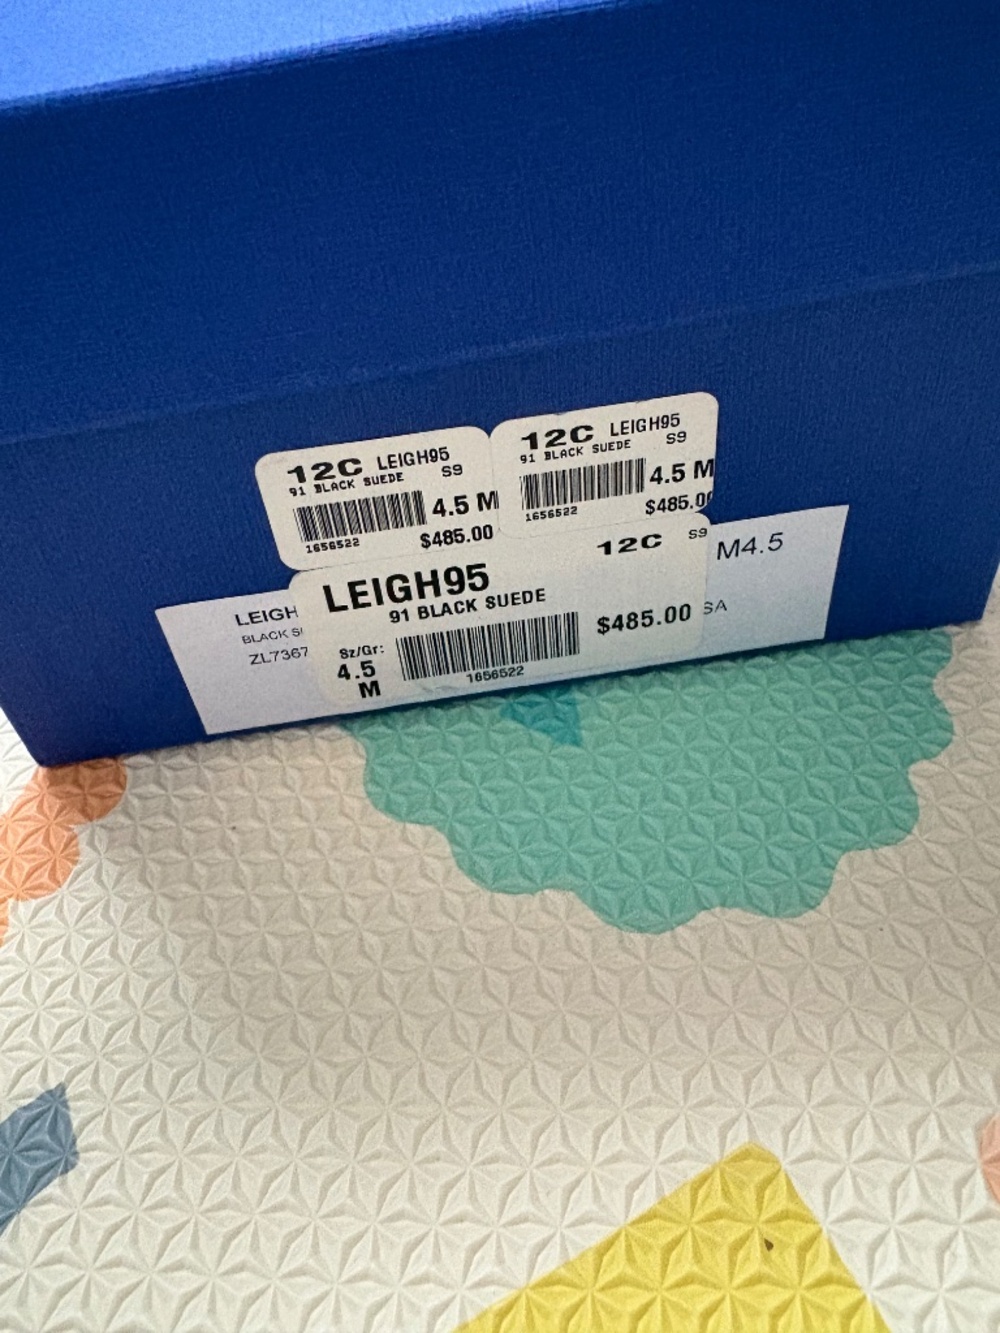 12C LEIGH95
91 BLACK SUEDE S9
4.5 M
1656522 $485.00
12C LEIGH95
91 BLACK SUEDE S9
4.5 M
1656522 $485.00
12C S9
LEIGH95
91 BLACK SUEDE
$485.00
Sz/Gr:
4.5
M
1656522
LEIGH
BLACK
ZL7367
M4.5
SA